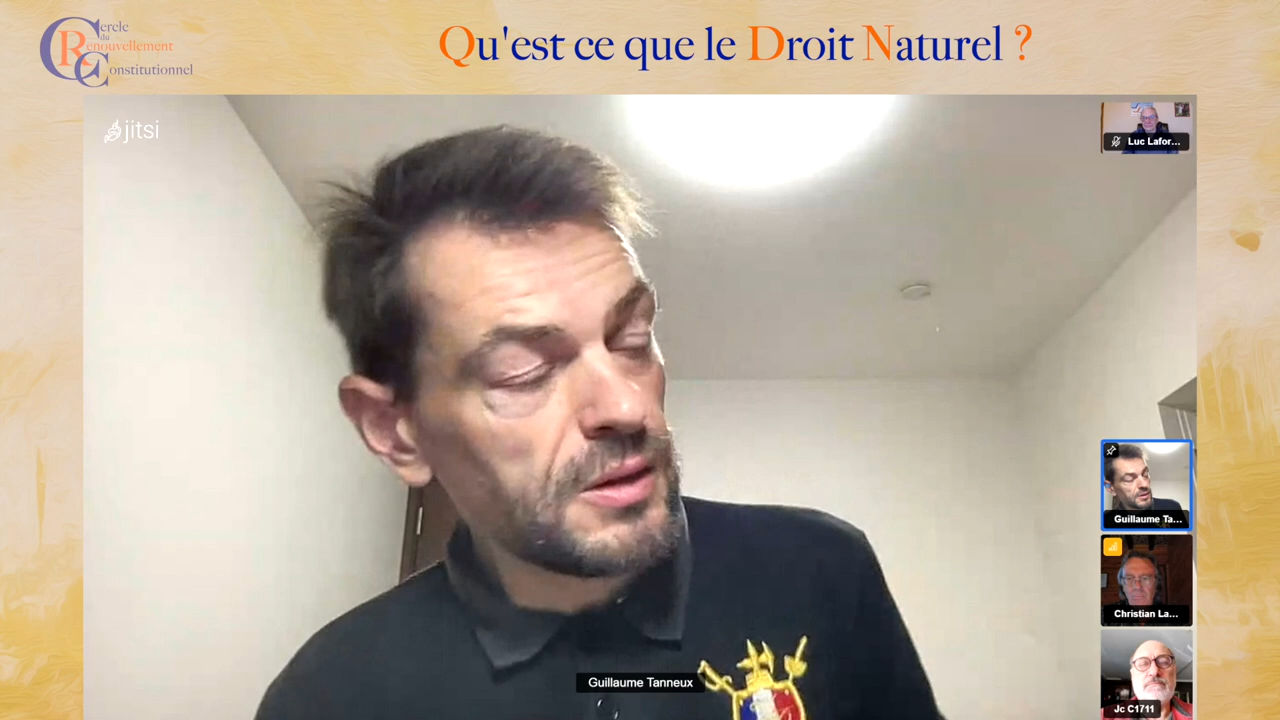 Cercle
du
Renouvellement
Constitutionnel
Qu'est ce que le Droit Naturel ?
jitsi
Luc Lafor...
Guillaume Ta...
Christian La...
Guillaume Tanneux
Jc C1711